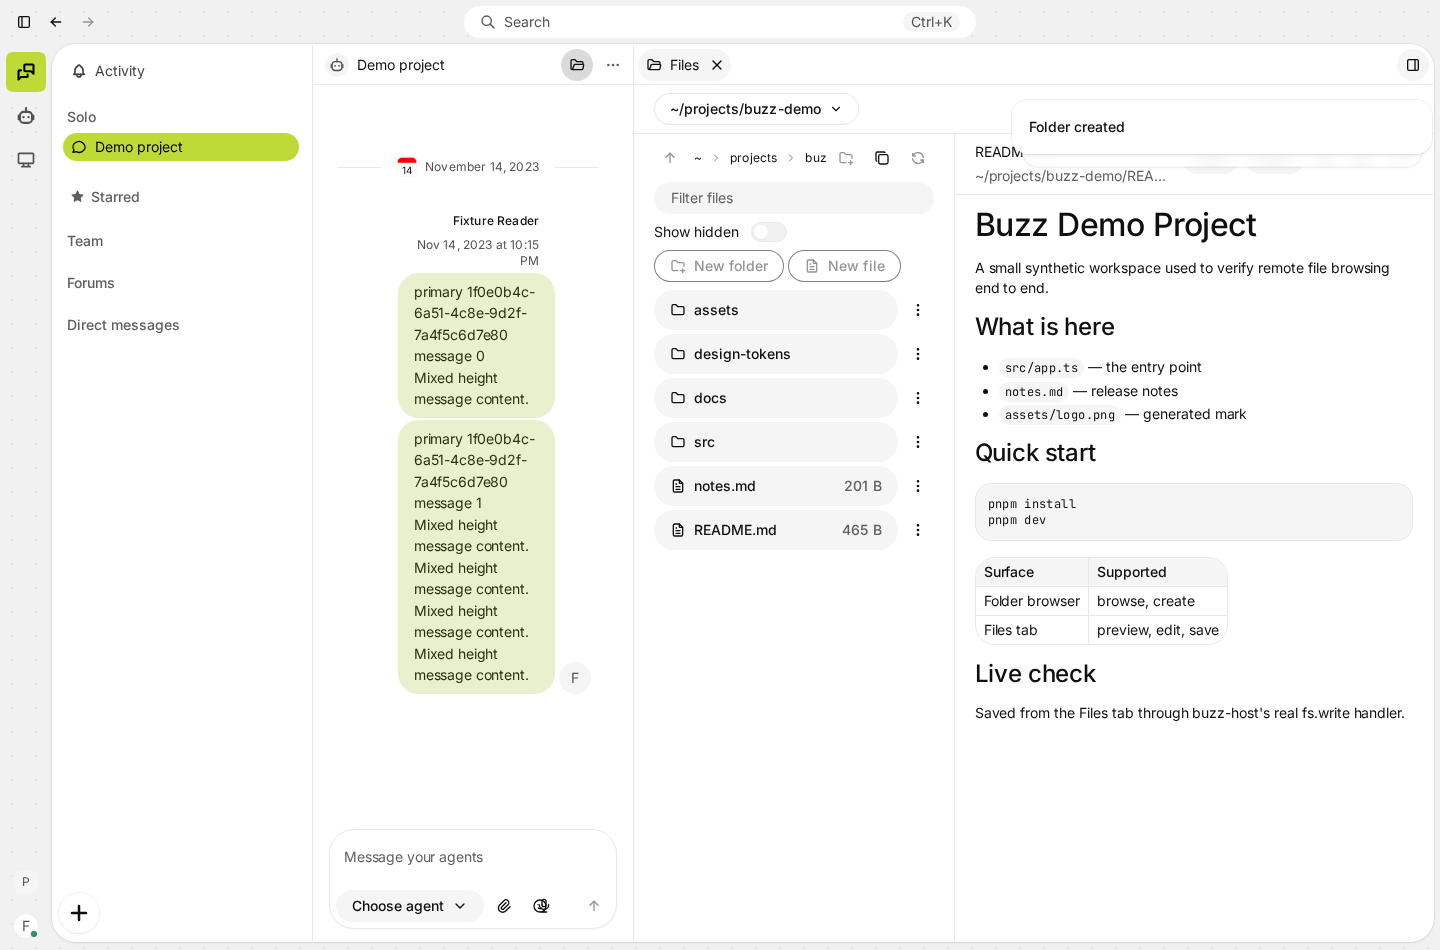 Search
Ctrl+K
Activity
Solo
Demo project
Starred
Team
Forums
Direct messages
P
F
Demo project
14
November 14, 2023
Fixture Reader
Nov 14, 2023 at 10:15
PM
primary 1f0e0b4c-
6a51-4c8e-9d2f-
7a4f5c6d7e80
message 0
Mixed height
message content.
primary 1f0e0b4c-
6a51-4c8e-9d2f-
7a4f5c6d7e80
message 1
Mixed height
message content.
Mixed height
message content.
Mixed height
message content.
Mixed height
message content.
F
Message your agents
Choose agent
Files
~/projects/buzz-demo
~ projects buz
Filter files
Show hidden
New folder
New file
assets
design-tokens
docs
src
notes.md 201 B
README.md 465 B
Folder created
README
~/projects/buzz-demo/REA...
Buzz Demo Project
A small synthetic workspace used to verify remote file browsing
end to end.
What is here
• src/app.ts — the entry point
• notes.md — release notes
• assets/logo.png — generated mark
Quick start
pnpm install
pnpm dev
Surface Supported
Folder browser browse, create
Files tab preview, edit, save
Live check
Saved from the Files tab through buzz-host's real fs.write handler.